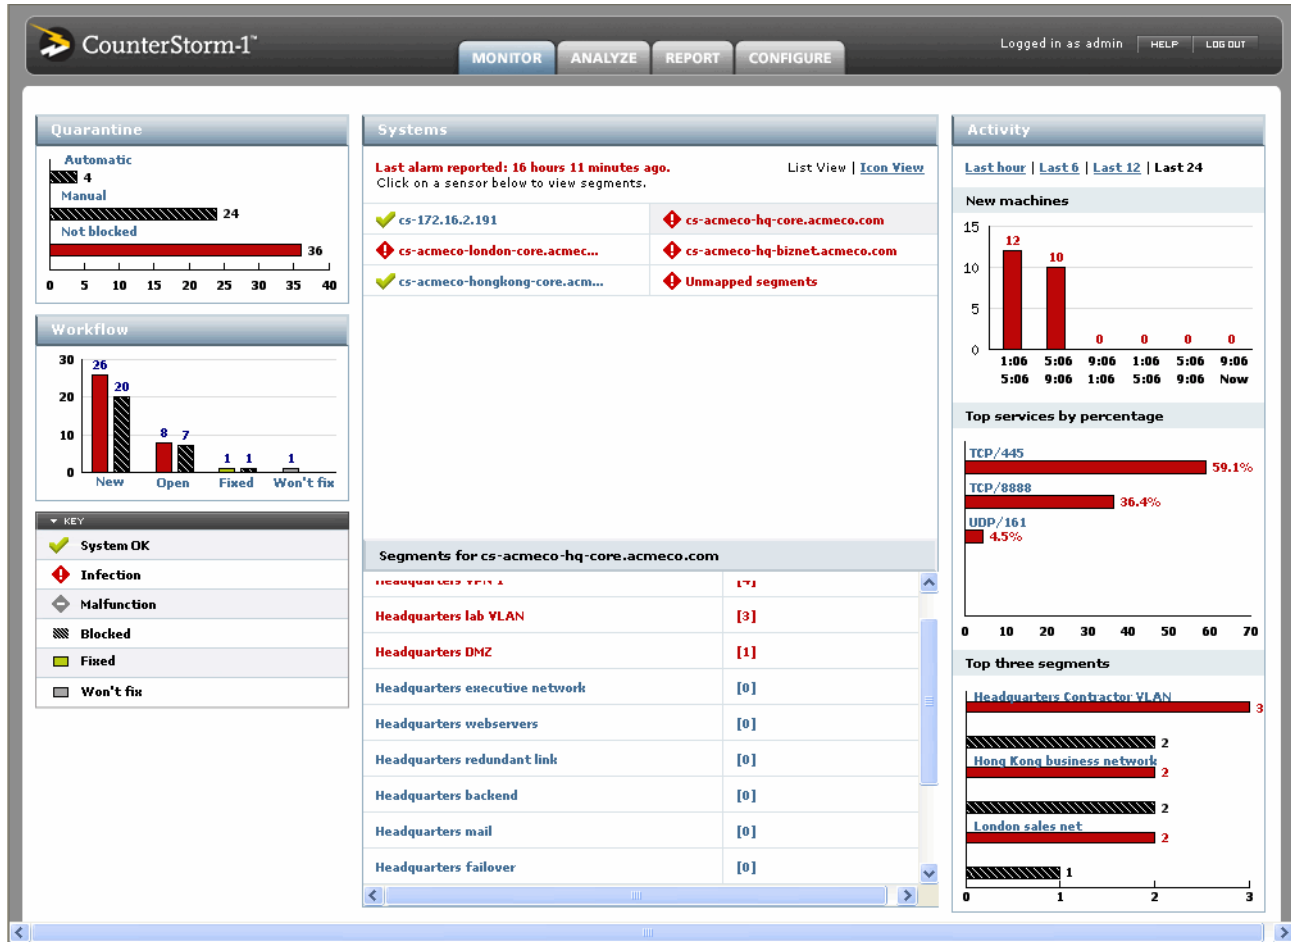 CounterStorm-1™
MONITOR ANALYZE REPORT CONFIGURE
Logged in as admin HELP LOG OUT
Quarantine
Automatic
4
Manual
24
Not blocked
36
0 5 10 15 20 25 30 35 40
Workflow
30
20
10
0
26 20 8 7 1 1 1
New Open Fixed Won't fix
KEY
System OK
Infection
Malfunction
Blocked
Fixed
Won't fix
Systems
Last alarm reported: 16 hours 11 minutes ago.
List View | Icon View
Click on a sensor below to view segments.
cs-172.16.2.191
cs-acmeco-hq-core.acmeco.com
cs-acmeco-london-core.acmec...
cs-acmeco-hq-biznet.acmeco.com
cs-acmeco-hongkong-core.acm...
Unmapped segments
Segments for cs-acmeco-hq-core.acmeco.com
Headquarters VPN 1 [4]
Headquarters lab VLAN [3]
Headquarters DMZ [1]
Headquarters executive network [0]
Headquarters webservers [0]
Headquarters redundant link [0]
Headquarters backend [0]
Headquarters mail [0]
Headquarters failover [0]
Activity
Last hour | Last 6 | Last 12 | Last 24
New machines
15
10
5
0
12 10 0 0 0 0
1:06 5:06 9:06 1:06 5:06 9:06
5:06 9:06 1:06 5:06 9:06 Now
Top services by percentage
TCP/445
59.1%
TCP/8888
36.4%
UDP/161
4.5%
0 10 20 30 40 50 60 70
Top three segments
Headquarters Contractor VLAN
3
2
Hong Kong business network
2
2
London sales net
2
1
0 1 2 3